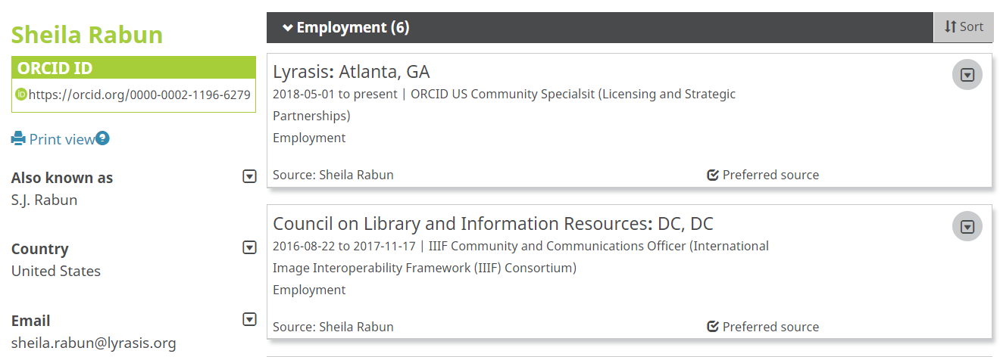 Sheila Rabun
ORCID ID
iD https://orcid.org/0000-0002-1196-6279
Print view ?
Also known as
S.J. Rabun
Country
United States
Email
sheila.rabun@lyrasis.org
Employment (6)
Sort
Lyrasis: Atlanta, GA
2018-05-01 to present | ORCID US Community Specialsit (Licensing and Strategic
Partnerships)
Employment
Source: Sheila Rabun
Preferred source
Council on Library and Information Resources: DC, DC
2016-08-22 to 2017-11-17 | IIIF Community and Communications Officer (International
Image Interoperability Framework (IIIF) Consortium)
Employment
Source: Sheila Rabun
Preferred source